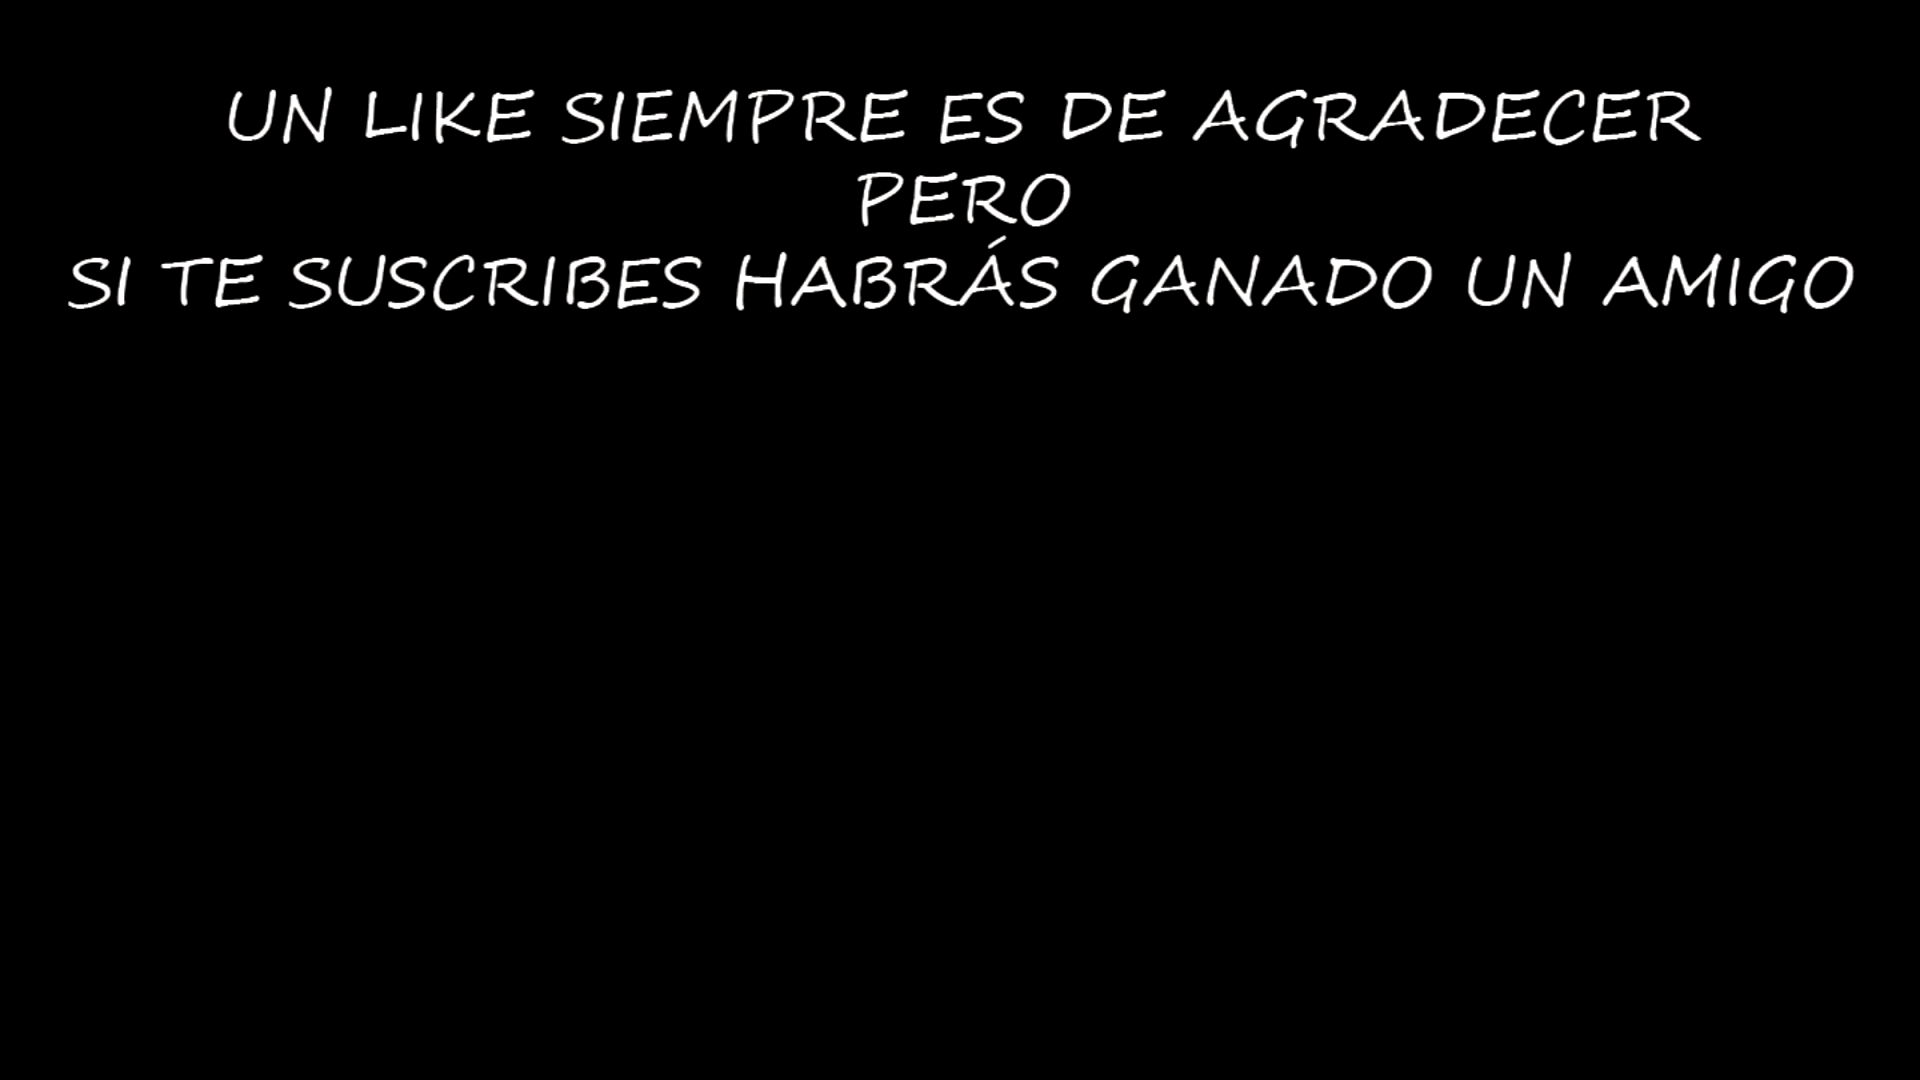 UN LIKE SIEMPRE ES DE AGRADECER
PERO
SI TE SUSCRIBES HABRÁS GANADO UN AMIGO